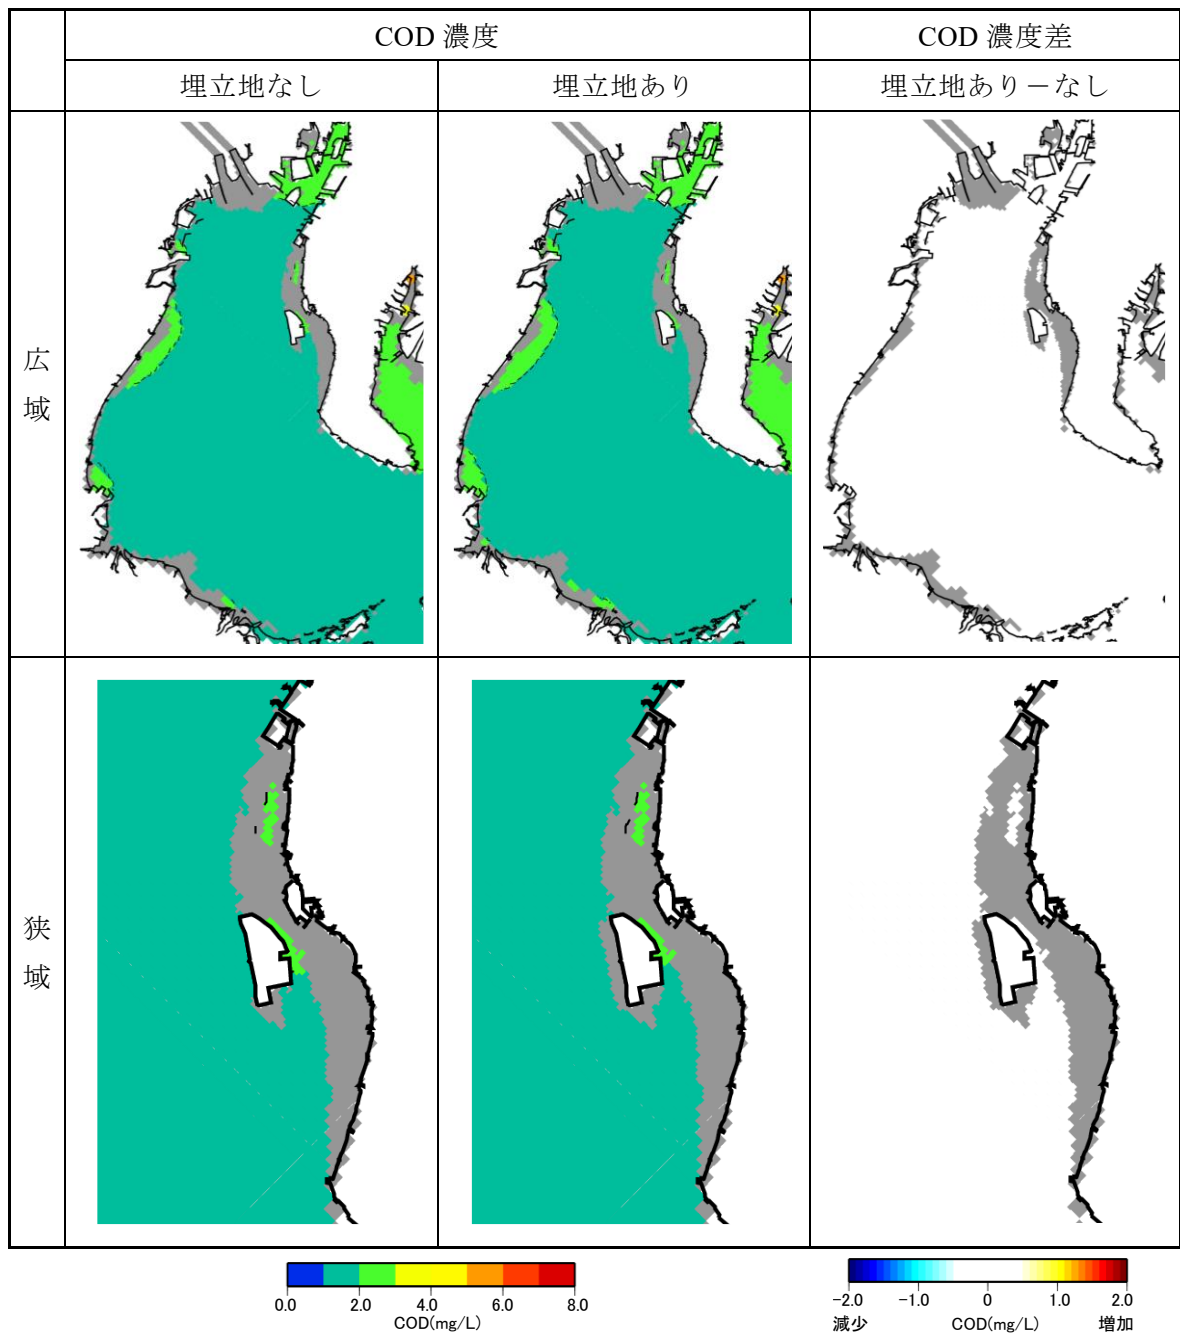 COD 濃度
COD 濃度差
埋立地なし
埋立地あり
埋立地あり－なし
広域
狭域
0.0 2.0 4.0 6.0 8.0
COD(mg/L)
-2.0 -1.0 0 1.0 2.0
減少 COD(mg/L) 増加